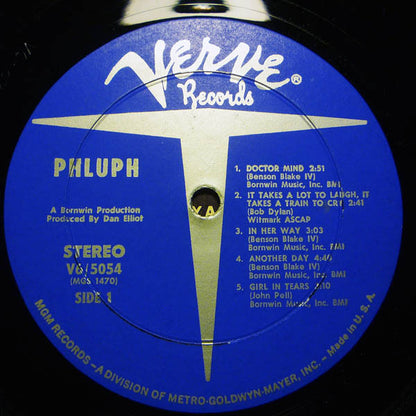 Verve®
Records
PHLUPH
A Bornwin Production
Produced by Dan Elliot
STEREO
V6/5054
(MGS 1470)
SIDE 1
1. DOCTOR MIND 2:51
(Benson Blake IV)
Bornwin Music, Inc. BMI
2. IT TAKES A LOT TO LAUGH, IT
TAKES A TRAIN TO CRY 2:41
(Bob Dylan)
Witmark ASCAP
3. IN HER WAY 3:03
(Benson Blake IV)
Bornwin Music, Inc. BMI
4. ANOTHER DAY 4:46
(Benson Blake IV)
Bornwin Music, Inc. BMI
5. GIRL IN TEARS 2:10
(John Pell)
Bornwin Music, Inc. BMI
MGM RECORDS—A DIVISION OF METRO-GOLDWYN-MAYER, INC.—Made in U.S.A.